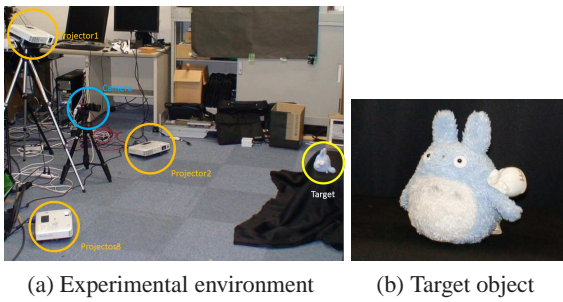 Projector1
Camera
Projector2
Target
Projector3
(a) Experimental environment
(b) Target object